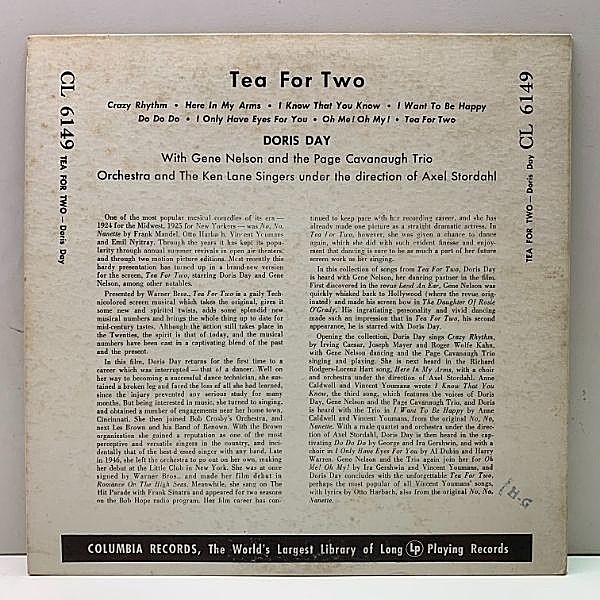 Tea For Two
Crazy Rhythm • Here In My Arms • I Know That You Know • I Want To Be Happy
Do Do Do • I Only Have Eyes For You • Oh Me! Oh My! • Tea For Two
DORIS DAY
With Gene Nelson and the Page Cavanaugh Trio
Orchestra and The Ken Lane Singers under the direction of Axel Stordahl
CL 6149 TEA FOR TWO — Doris Day
One of the most popular musical comedies of its era —
1924 for the Midwest, 1925 for New Yorkers — was No, No,
Nanette by Frank Mandel, Otto Harbach, Vincent Youmans
and Emil Nyitray. Through the years it has kept its popu-
larity through annual summer revivals in open air theaters,
and through two motion picture editions. Most recently this
hardy presentation has turned up in a brand-new version
for the screen, Tea For Two, starring Doris Day and Gene
Nelson, among other notables.
Presented by Warner Bros., Tea For Two is a gaily Tech-
nicolored screen musical which takes the original, gives it
some new and spirited twists, adds some splendid new
musical numbers and brings the whole thing up to date for
mid-century tastes. Although the action still takes place in
the Twenties, the spirit is that of today, and the musical
numbers have been cast in a captivating blend of the past
and the present.
In this film, Doris Day returns for the first time to a
career which was interrupted — that of a dancer. Well on
her way to becoming a successful dance technician, she sus-
tained a broken leg and faced the loss of all she had learned,
since the injury prevented any serious study for many
months. But being interested in music, she turned to singing,
and obtained a number of engagements near her home town,
Cincinnati. She then joined Bob Crosby's Orchestra, and
next Les Brown and his Band of Renown. With the Brown
organization she gained a reputation as one of the most
perceptive and versatile singers in the country, and inci-
dentally that of the best-dressed singer with any band. Late
in 1946, she left the orchestra to go out on her own, making
her debut at the Little Club in New York. She was at once
signed by Warner Bros., and made her film debut in
Romance On The High Seas. Meanwhile, she sang on The
Hit Parade with Frank Sinatra and appeared for two seasons
on the Bob Hope radio program. Her film career has con-
tinued to keep pace with her recording career, and she has
already made one picture as a straight dramatic actress. In
Tea For Two, however, she was given a chance to dance
again, which she did with such evident finesse and enjoy-
ment that dancing is sure to be as much a part of her future
screen work as her singing.
In this collection of songs from Tea For Two, Doris Day
is heard with Gene Nelson, her dancing partner in the film.
First discovered in the revue Lend An Ear, Gene Nelson was
quickly whisked back to Hollywood (where the revue orig-
inated) and made his screen bow in The Daughter Of Rosie
O'Grady. His ingratiating personality and vivid dancing
made such an impression that in Tea For Two, his second
appearance, he is starred with Doris Day.
Opening the collection, Doris Day sings Crazy Rhythm,
by Irving Caesar, Joseph Meyer and Roger Wolfe Kahn,
with Gene Nelson dancing and the Page Cavanaugh Trio
singing and playing. She is next heard in the Richard
Rodgers-Lorenz Hart song, Here In My Arms, with a choir
and orchestra under the direction of Axel Stordahl. Anne
Caldwell and Vincent Youmans wrote I Know That You
Know, the third song, which features the voices of Doris
Day, Gene Nelson and the Page Cavanaugh Trio, and Doris
is heard with the Trio in I Want To Be Happy by Anne
Caldwell and Vincent Youmans, from the original No, No,
Nanette. With a male quartet and orchestra under the direc-
tion of Axel Stordahl, Doris Day is then heard in the cap-
tivating Do Do Do by George and Ira Gershwin, and with a
choir in I Only Have Eyes For You by Al Dubin and Harry
Warren. Gene Nelson and the Trio again join her for Oh
Me! Oh My! by Ira Gershwin and Vincent Youmans, and
Doris Day concludes with the unforgettable Tea For Two,
perhaps the most popular of all Vincent Youmans' songs,
with lyrics by Otto Harbach, also from the original No, No,
Nanette.
TEA FOR TWO — Doris Day CL 6149
H-G
COLUMBIA RECORDS, The World's Largest Library of Long Lp Playing Records